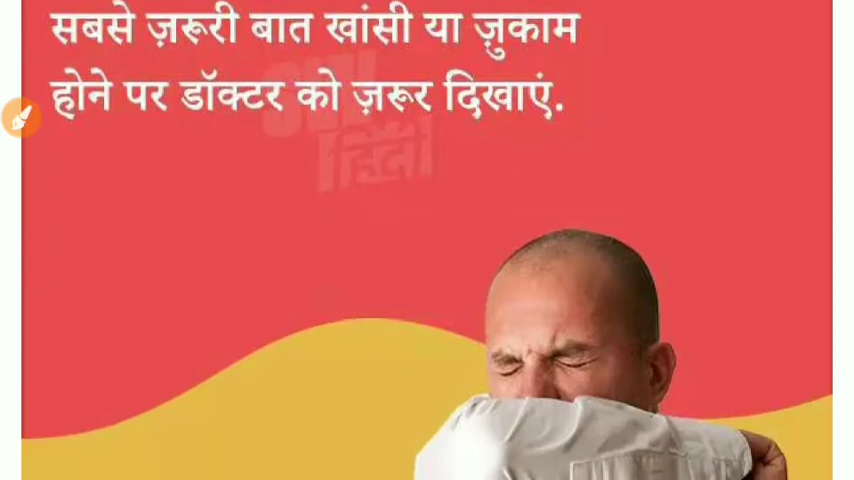 सबसे ज़रूरी बात खांसी या ज़ुकाम
होने पर डॉक्टर को ज़रूर दिखाएं.
हिंदी